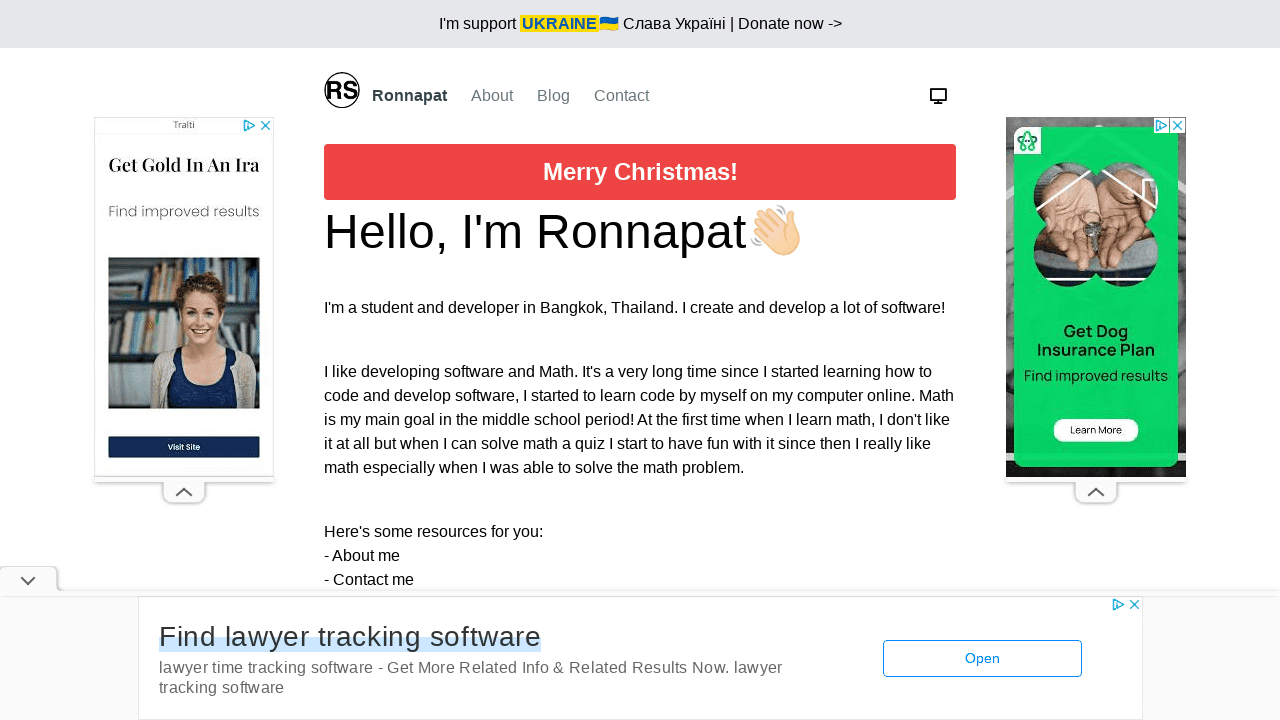 I'm support UKRAINE🇺🇦 Слава Україні | Donate now ->
RS Ronnapat About Blog Contact
Tralti
Get Gold In An Ira
Find improved results
Visit Site
Merry Christmas!
Hello, I'm Ronnapat👋🏻
I'm a student and developer in Bangkok, Thailand. I create and develop a lot of software!
I like developing software and Math. It's a very long time since I started learning how to
code and develop software, I started to learn code by myself on my computer online. Math
is my main goal in the middle school period! At the first time when I learn math, I don't like
it at all but when I can solve math a quiz I start to have fun with it since then I really like
math especially when I was able to solve the math problem.
Here's some resources for you:
- About me
- Contact me
Get Dog
Insurance Plan
Find improved results
Learn More
Find lawyer tracking software
lawyer time tracking software - Get More Related Info & Related Results Now. lawyer
tracking software
Open